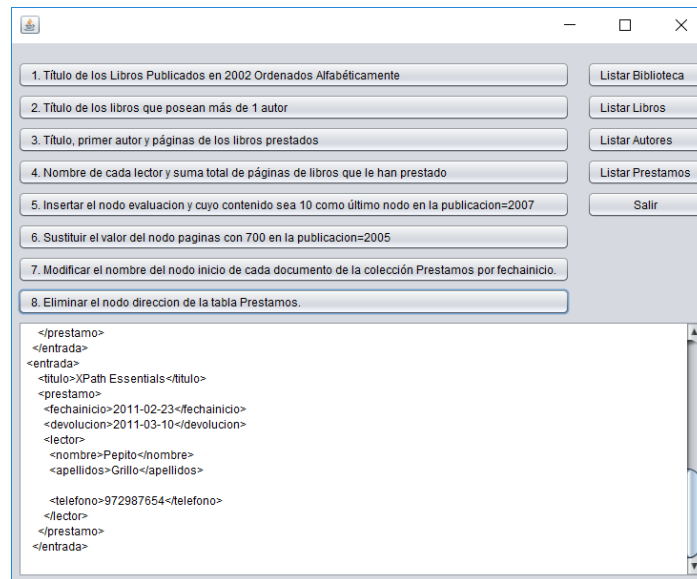 1. Título de los Libros Publicados en 2002 Ordenados Alfabéticamente
Listar Biblioteca
2. Título de los libros que posean más de 1 autor
Listar Libros
3. Título, primer autor y páginas de los libros prestados
Listar Autores
4. Nombre de cada lector y suma total de páginas de libros que le han prestado
Listar Prestamos
5. Insertar el nodo evaluacion y cuyo contenido sea 10 como último nodo en la publicacion=2007
Salir
6. Sustituir el valor del nodo paginas con 700 en la publicacion=2005
7. Modificar el nombre del nodo inicio de cada documento de la colección Prestamos por fechainicio.
8. Eliminar el nodo direccion de la tabla Prestamos.
</prestamo>
</entrada>
<entrada>
<titulo>XPath Essentials</titulo>
<prestamo>
<fechainicio>2011-02-23</fechainicio>
<devolucion>2011-03-10</devolucion>
<lector>
<nombre>Pepito</nombre>
<apellidos>Grillo</apellidos>
<telefono>972987654</telefono>
</lector>
</prestamo>
</entrada>